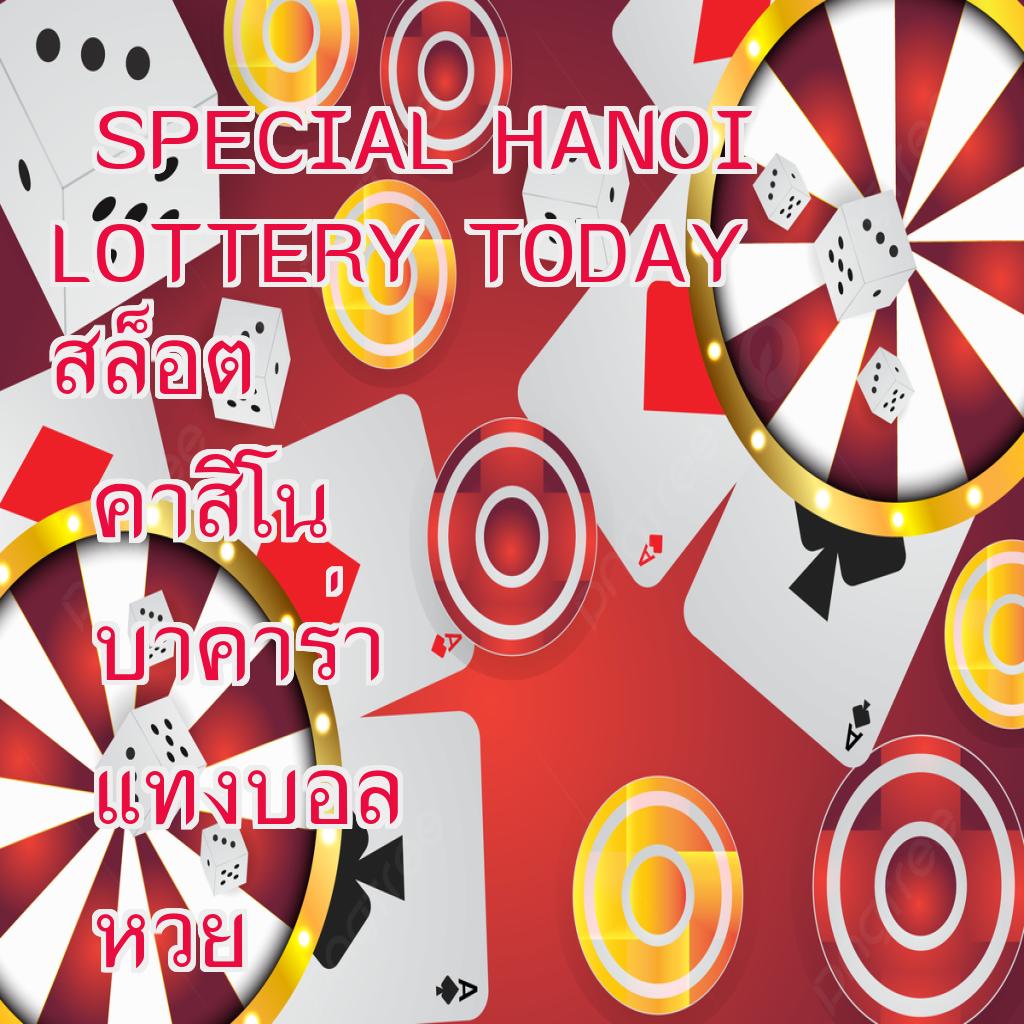 SPECIAL HANOI
LOTTERY TODAY
สล็อต
คาสิโน
บาคาร่า
แทงบอล
หวย
A
A
A
A